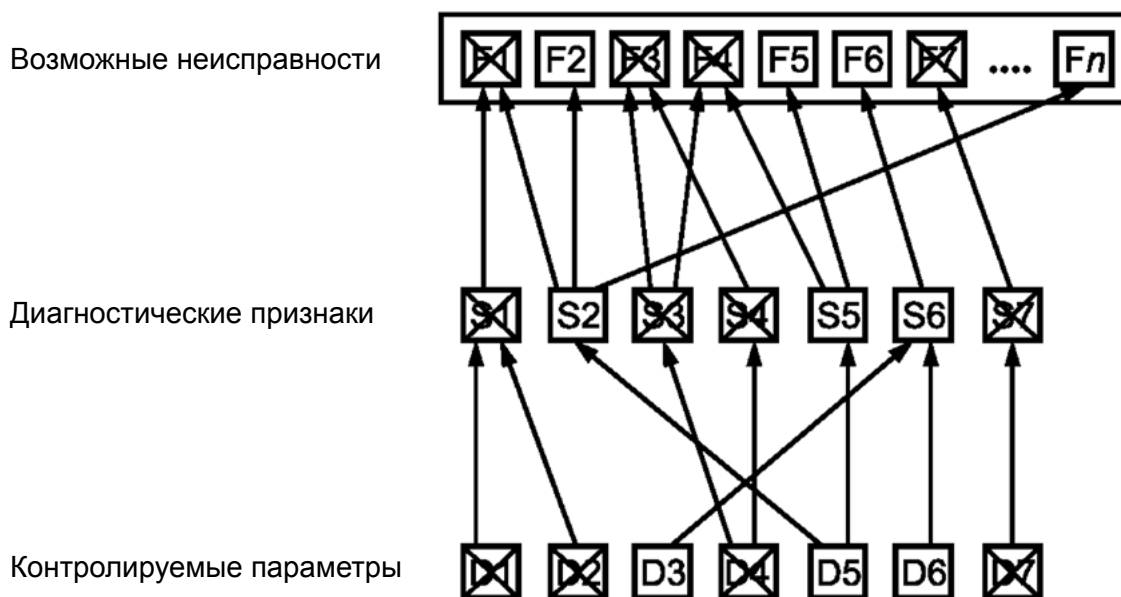 Возможные неисправности F1 F2 F3 F4 F5 F6 F7 .... Fn
Диагностические признаки S1 S2 S3 S4 S5 S6 S7
Контролируемые параметры D1 D2 D3 D4 D5 D6 D7